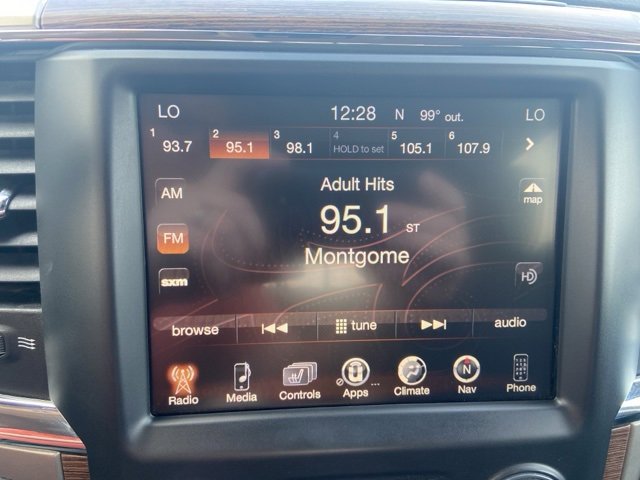 LO 12:28 N 99° out. LO
1 93.7 2 95.1 3 98.1 4 HOLD to set 5 105.1 6 107.9
Adult Hits
AM 95.1 ST map
FM Montgome HD
sxm
browse tune audio
Radio Media Controls Apps ... Climate N Nav Phone